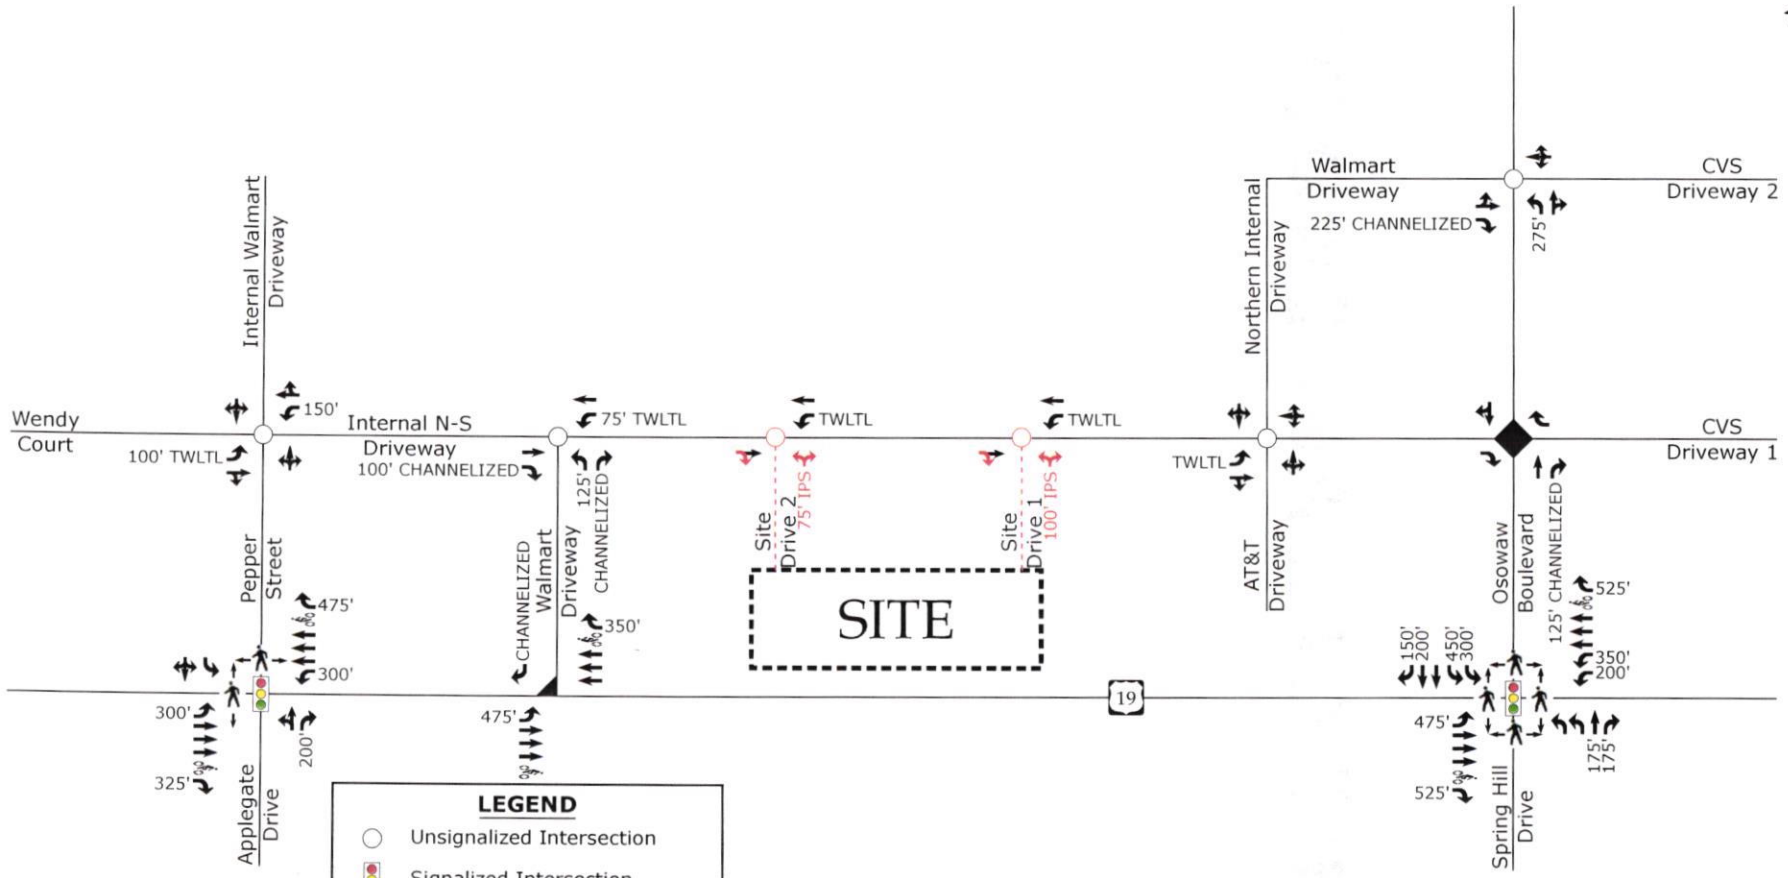 Walmart
Driveway
CVS
Driveway 2
225' CHANNELIZED
275'
Internal Walmart
Driveway
Northern Internal
Driveway
Wendy
Court
150'
100' TWLTL
Internal N-S
Driveway
100' CHANNELIZED
75' TWLTL
125'
CHANNELIZED
TWLTL
TWLTL
TWLTL
CVS
Driveway 1
Site
Drive 2
75' IPS
Site
Drive 1
100' IPS
Pepper
Street
CHANNELIZED
Walmart
Driveway
AT&T
Driveway
Osowaw
Boulevard
125' CHANNELIZED
SITE
475'
300'
350'
150'
200'
450'
300'
525'
350'
200'
19
300'
325'
200'
475'
475'
525'
175'
175'
Applegate
Drive
Spring Hill
Drive
LEGEND
Unsignalized Intersection
Signalized Intersection